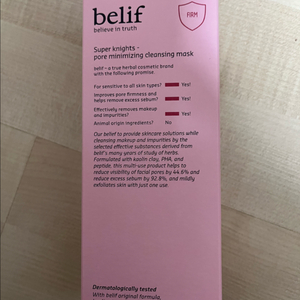 belif
believe in truth
FIRM
Super knights -
pore minimizing cleansing mask
belif – a true herbal cosmetic brand
with the following promise
For sensitive to all skin types? Yes!
Improves pore firmness and
helps remove excess sebum? Yes!
Effectively removes makeup
and impurities? Yes!
Animal origin ingredients? No
Our belief to provide skincare solutions while
cleansing makeup and impurities by the
selected effective substances derived from
belif's many years of study of herbs.
Formulated with kaolin clay, PHA, and
peptide, this multi-use product helps to
reduce visibility of facial pores by 44.6% and
reduce excess sebum by 92.8%, and mildly
exfoliates skin with just one use.
Dermatologically tested
With belif original formula.